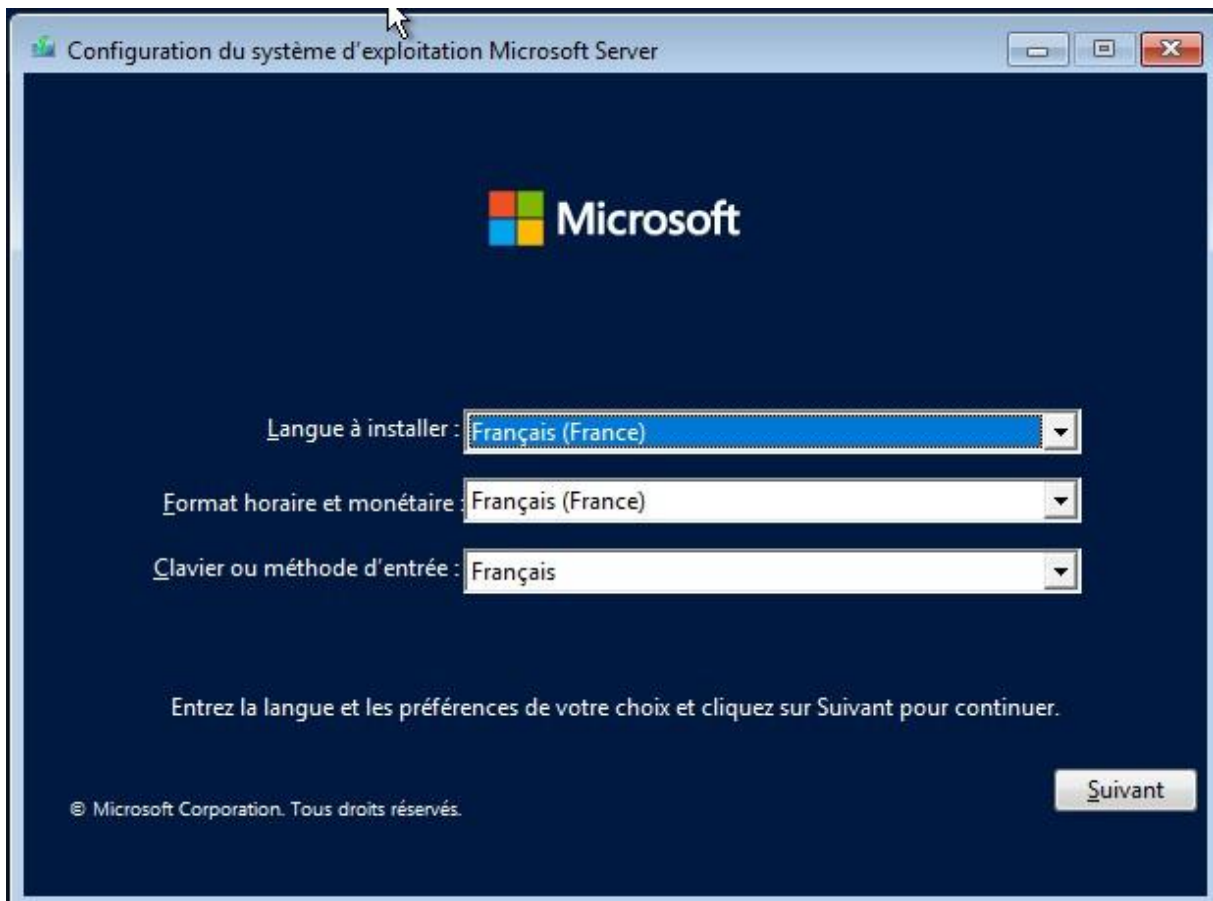 Configuration du système d'exploitation Microsoft Server
Microsoft
Langue à installer : Français (France)
Format horaire et monétaire : Français (France)
Clavier ou méthode d'entrée : Français
Entrez la langue et les préférences de votre choix et cliquez sur Suivant pour continuer.
Suivant
© Microsoft Corporation. Tous droits réservés.